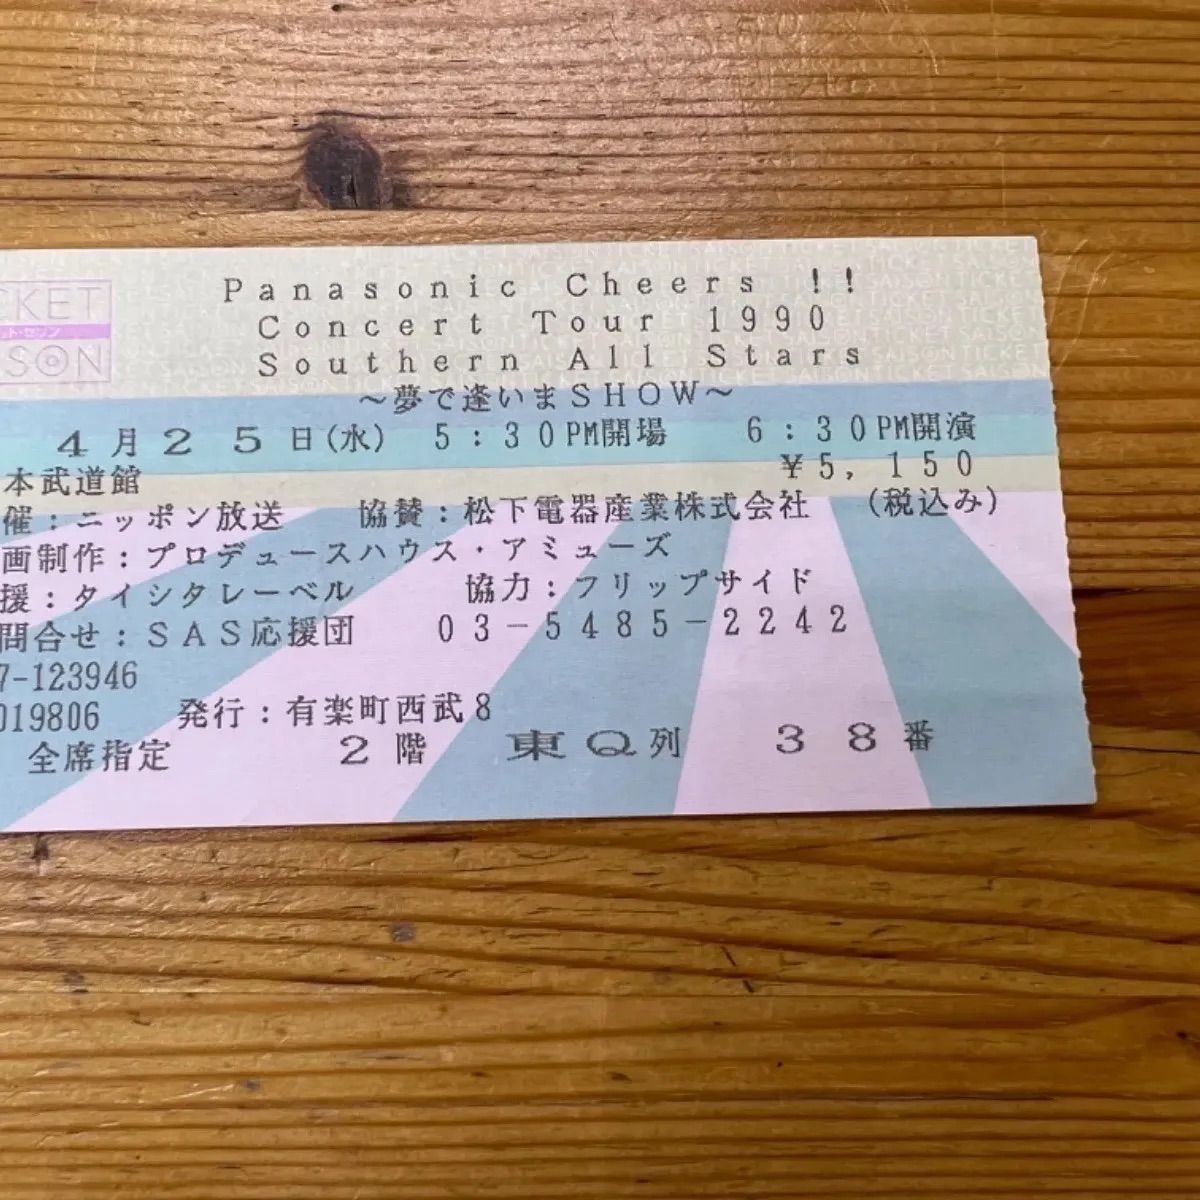 Panasonic Cheers !!
CKET
Concert Tour 1990
SON
Southern All Stars
〜夢で逢いまSHOW〜
4月25日(水) 5:30PM開場 6:30PM開演
本武道館 ¥5,150
催:ニッポン放送 協賛:松下電器産業株式会社 (税込み)
画制作:プロデュースハウス・アミューズ
援:タイシタレーベル 協力:フリップサイド
問合せ:SAS応援団 03-5485-2242
7-123946
019806 発行:有楽町西武8
全席指定 2階 東Q列 38番